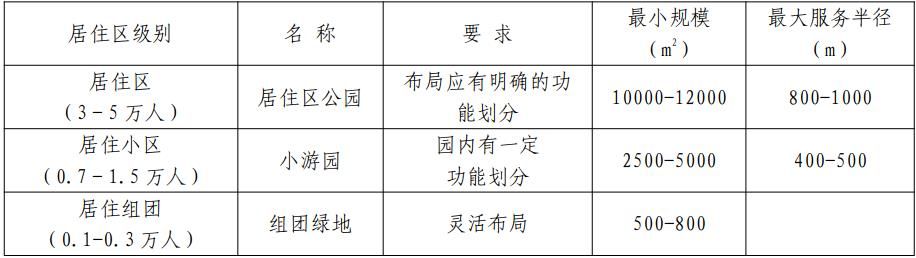 居住区级别
名 称
要 求
最小规模
(m²)
最大服务半径
(m)
居住区
(3-5 万人)
居住区公园
布局应有明确的功
能划分
10000-12000
800-1000
居住小区
(0.7-1.5 万人)
小游园
园内有一定
功能划分
2500-5000
400-500
居住组团
(0.1-0.3 万人)
组团绿地
灵活布局
500-800